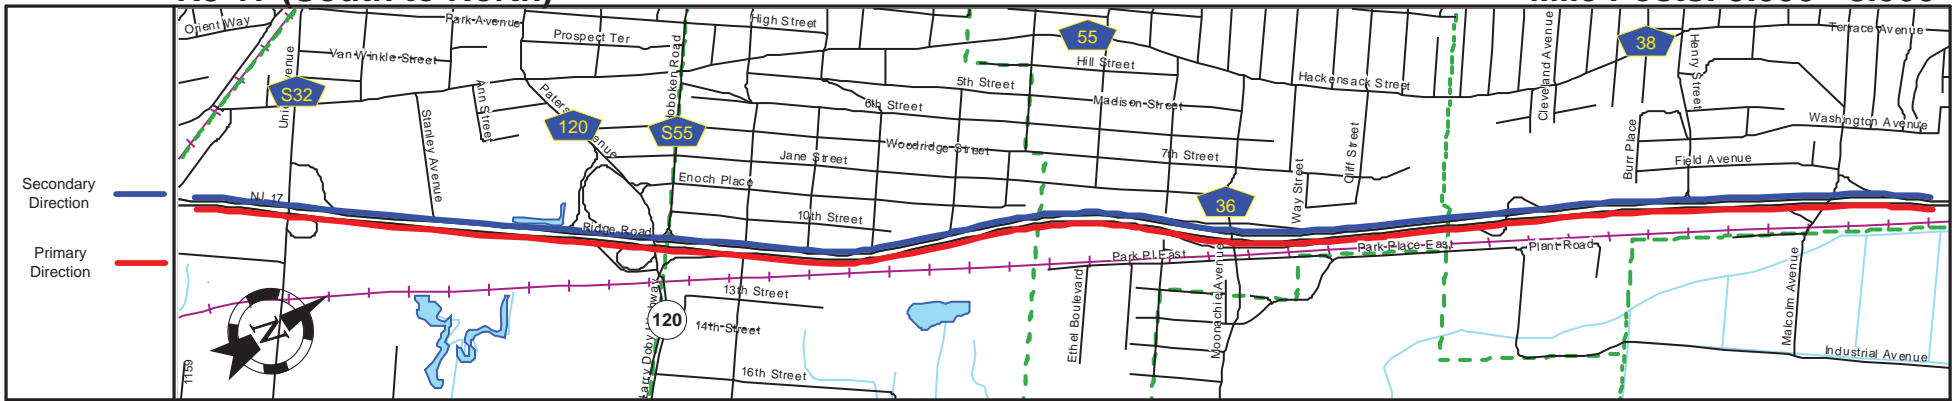 Orient Way
Park Avenue
High Street
Terrace Avenue
Prospect Ter
Hoboken Road
55
38
Henry Street
Cleveland Avenue
Van Winkle Street
Hill Street
S32
Ann Street
5th Street
Hackensack Street
Madison Street
6th Street
120
S55
Stanley Avenue
Washington Avenue
Woodridge Street
Jane Street
7th Street
Cliff Street
Burr Place
Field Avenue
Enoch Place
Way Street
Secondary
Direction
NJ 17
36
10th Street
Ridge Road
Primary
Direction
Park Pl East
Park Place East
Plant Road
13th Street
120
14th Street
N
Ethel Boulevard
Moonachie Avenue
Malcolm Avenue
Industrial Avenue
1159
16th Street